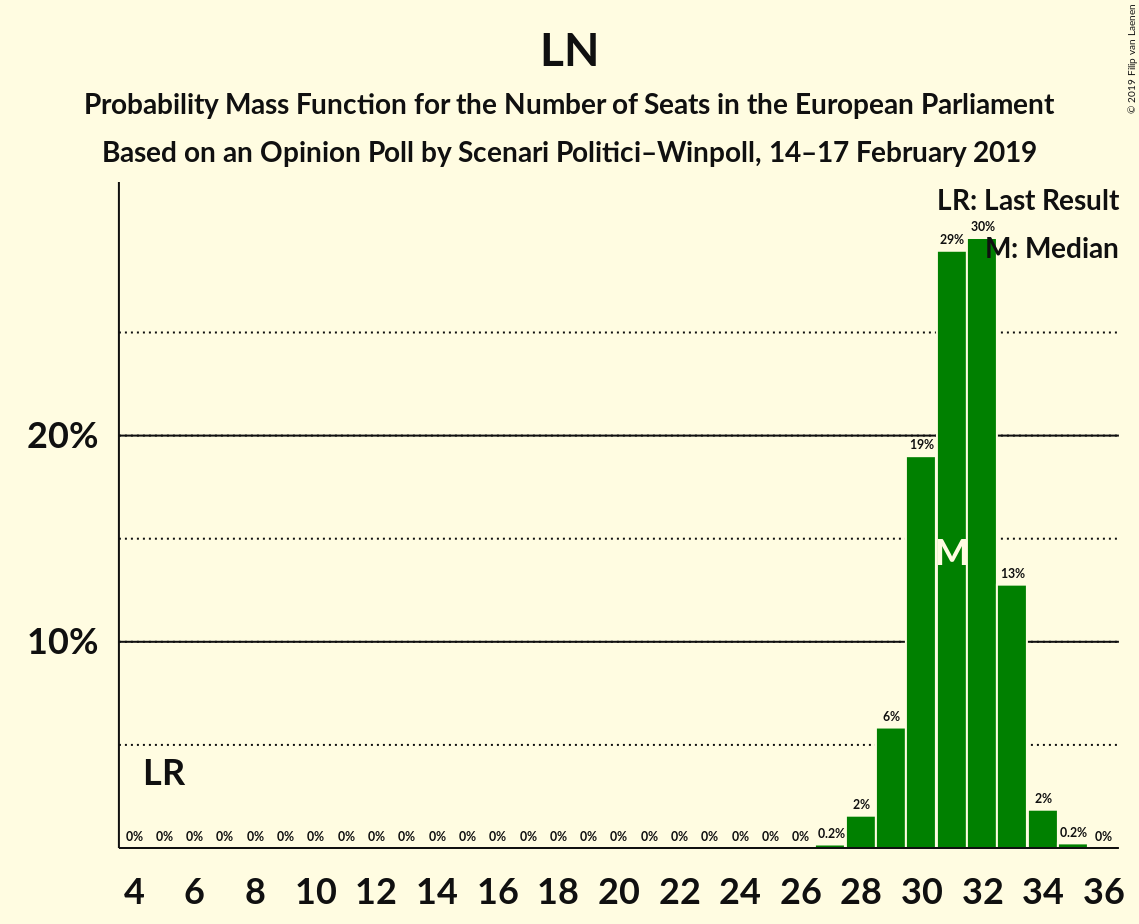 LN
Probability Mass Function for the Number of Seats in the European Parliament
Based on an Opinion Poll by Scenari Politici–Winpoll, 14–17 February 2019
© 2019 Filip van Laenen
LR: Last Result
M: Median
30%
29%
20%
19%
M
13%
10%
6%
LR
2%
2%
0% 0% 0% 0% 0% 0% 0% 0% 0% 0% 0% 0% 0% 0% 0% 0% 0% 0% 0% 0% 0% 0% 0% 0.2% 0.2% 0%
4 6 8 10 12 14 16 18 20 22 24 26 28 30 32 34 36